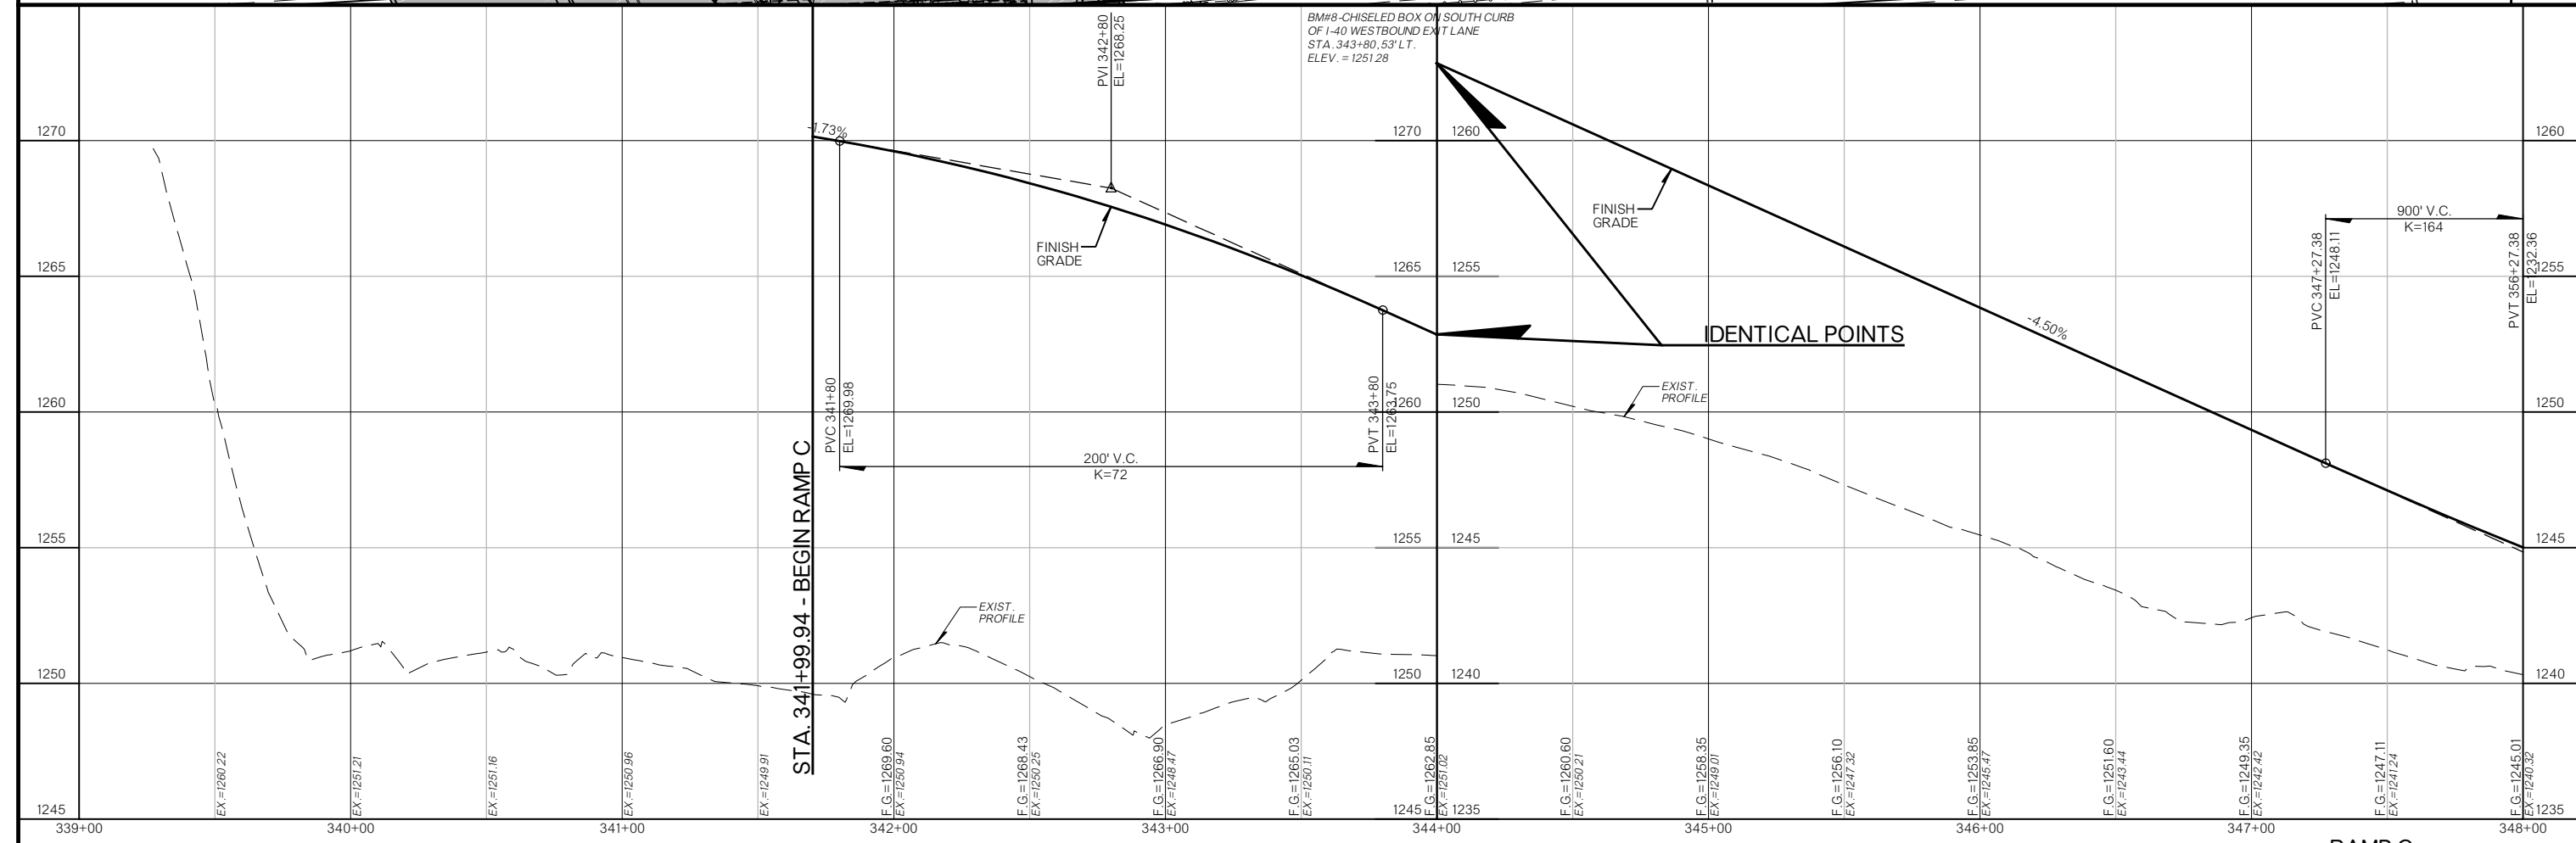 BM#8-CHISELED BOX ON SOUTH CURB
OF I-40 WESTBOUND EXIT LANE
STA. 343+80, 53' LT.
ELEV. = 1251.28
PVI 342+80
EL=1268.25
1270
-1.73%
1270
1260
1260
FINISH
GRADE
FINISH
GRADE
900' V.C.
K=164
PVC 347+27.38
EL=1248.11
PVT 356+27.38
EL=1232.36
1265
1265
1255
1255
IDENTICAL POINTS
-4.50%
PVC 341+80
EL=1269.98
PVT 343+80
EL=1263.75
EXIST.
PROFILE
1260
1260
1250
1250
200' V.C.
K=72
STA. 341+99.94 - BEGIN RAMP C
1255
1255
1245
1245
EXIST.
PROFILE
1250
1250
1240
1240
EX.=1260.22
EX.=1251.21
EX.=1251.16
EX.=1250.96
EX.=1249.91
F.G.=1269.60
EX.=1250.94
F.G.=1268.43
EX.=1250.25
F.G.=1266.90
EX.=1248.47
F.G.=1265.03
EX.=1250.11
F.G.=1262.85
EX.=1251.02
F.G.=1260.60
EX.=1250.21
F.G.=1258.35
EX.=1249.01
F.G.=1256.10
EX.=1247.32
F.G.=1253.85
EX.=1245.47
F.G.=1251.60
EX.=1243.44
F.G.=1249.35
EX.=1242.42
F.G.=1247.11
EX.=1241.24
F.G.=1245.01
EX.=1240.32
1245
1245
1235
1235
339+00
340+00
341+00
342+00
343+00
344+00
345+00
346+00
347+00
348+00